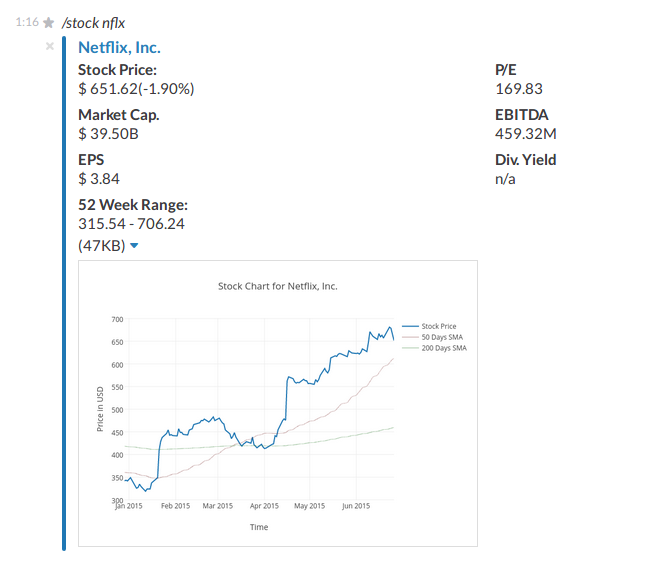 1:16 /stock nflx
Netflix, Inc.
Stock Price:
$ 651.62(-1.90%)
P/E
169.83
Market Cap.
$ 39.50B
EBITDA
459.32M
EPS
$ 3.84
Div. Yield
n/a
52 Week Range:
315.54 - 706.24
(47KB)
Stock Chart for Netflix, Inc.
700
650
600
550
500
450
400
350
300
Price in USD
Stock Price
50 Days SMA
200 Days SMA
Jan 2015 Feb 2015 Mar 2015 Apr 2015 May 2015 Jun 2015
Time